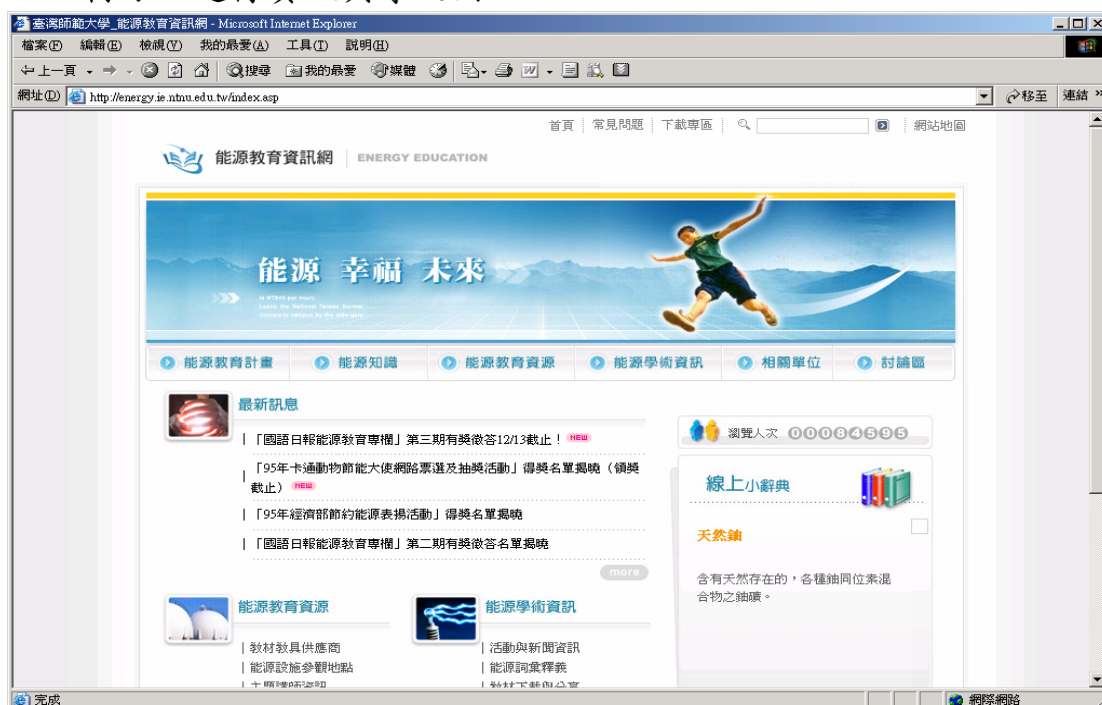 臺灣師範大學_能源教育資訊網 - Microsoft Internet Explorer
檔案(F) 編輯(E) 檢視(V) 我的最愛(A) 工具(T) 說明(H)
上一頁 搜尋 我的最愛 媒體
網址(D) http://energy.ie.ntnu.edu.tw/index.asp 移至 連結 »
首頁 常見問題 下載專區 網站地圖
能源教育資訊網 ENERGY EDUCATION
能源 幸福 未來
能源教育計畫 能源知識 能源教育資源 能源學術資訊 相關單位 討論區
最新訊息
|「國語日報能源教育專欄」第三期有獎徵答12/13截止! NEW
|「95年卡通動物節能大使網路票選及抽獎活動」得獎名單揭曉(領獎
截止) NEW
|「95年經濟部節約能源表揚活動」得獎名單揭曉
|「國語日報能源教育專欄」第二期有獎徵答名單揭曉
more
瀏覽人次 00084595
線上小辭典
天然鈾
含有天然存在的,各種鈾同位素混
合物之鈾礦。
能源教育資源
| 教材教具供應商
| 能源設施參觀地點
能源學術資訊
| 活動與新聞資訊
| 能源詞彙釋義
完成 網際網路